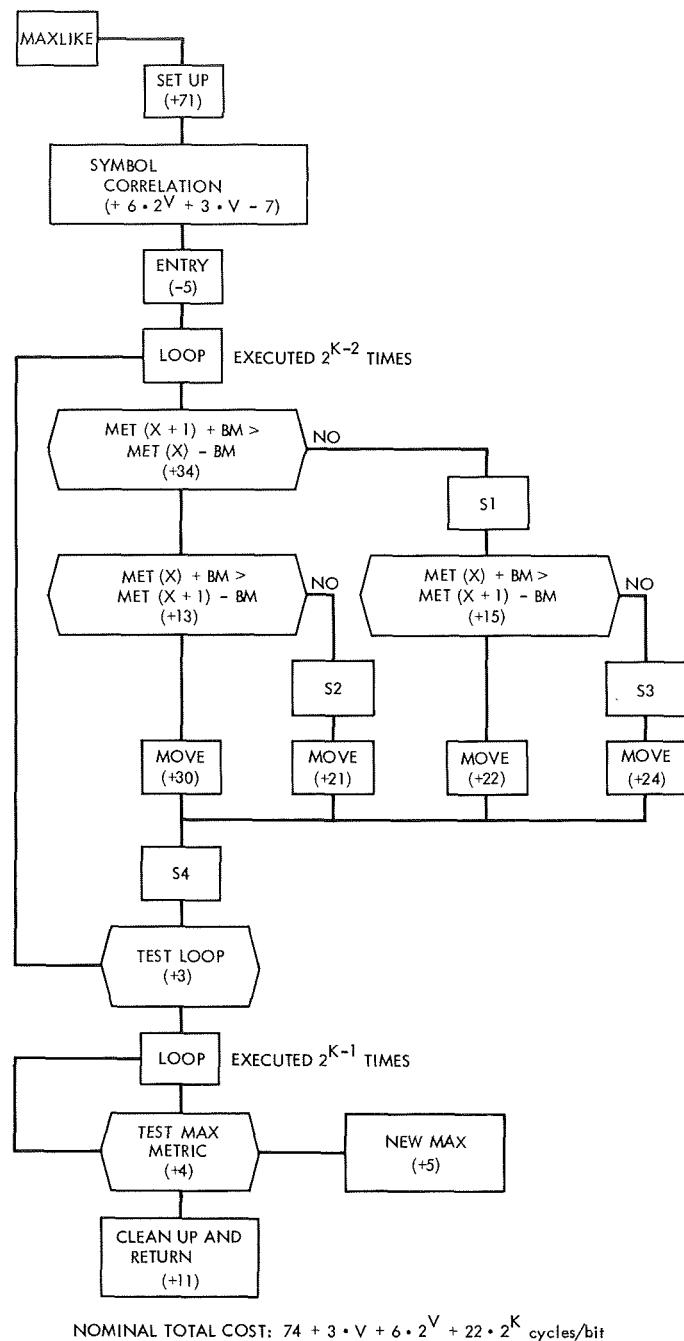 MAXLIKE
SET UP
(+71)
SYMBOL
CORRELATION
(+ 6 • 2^V + 3 • V – 7)
ENTRY
(–5)
LOOP
EXECUTED 2^K–2 TIMES
MET (X + 1) + BM >
MET (X) – BM
(+34)
NO
S1
MET (X) + BM >
MET (X + 1) – BM
(+13)
NO
MET (X) + BM >
MET (X + 1) – BM
(+15)
NO
S2
S3
MOVE
(+30)
MOVE
(+21)
MOVE
(+22)
MOVE
(+24)
S4
TEST LOOP
(+3)
LOOP
EXECUTED 2^K–1 TIMES
TEST MAX
METRIC
(+4)
NEW MAX
(+5)
CLEAN UP AND
RETURN
(+11)
NOMINAL TOTAL COST: 74 + 3 • V + 6 • 2^V + 22 • 2^K cycles/bit